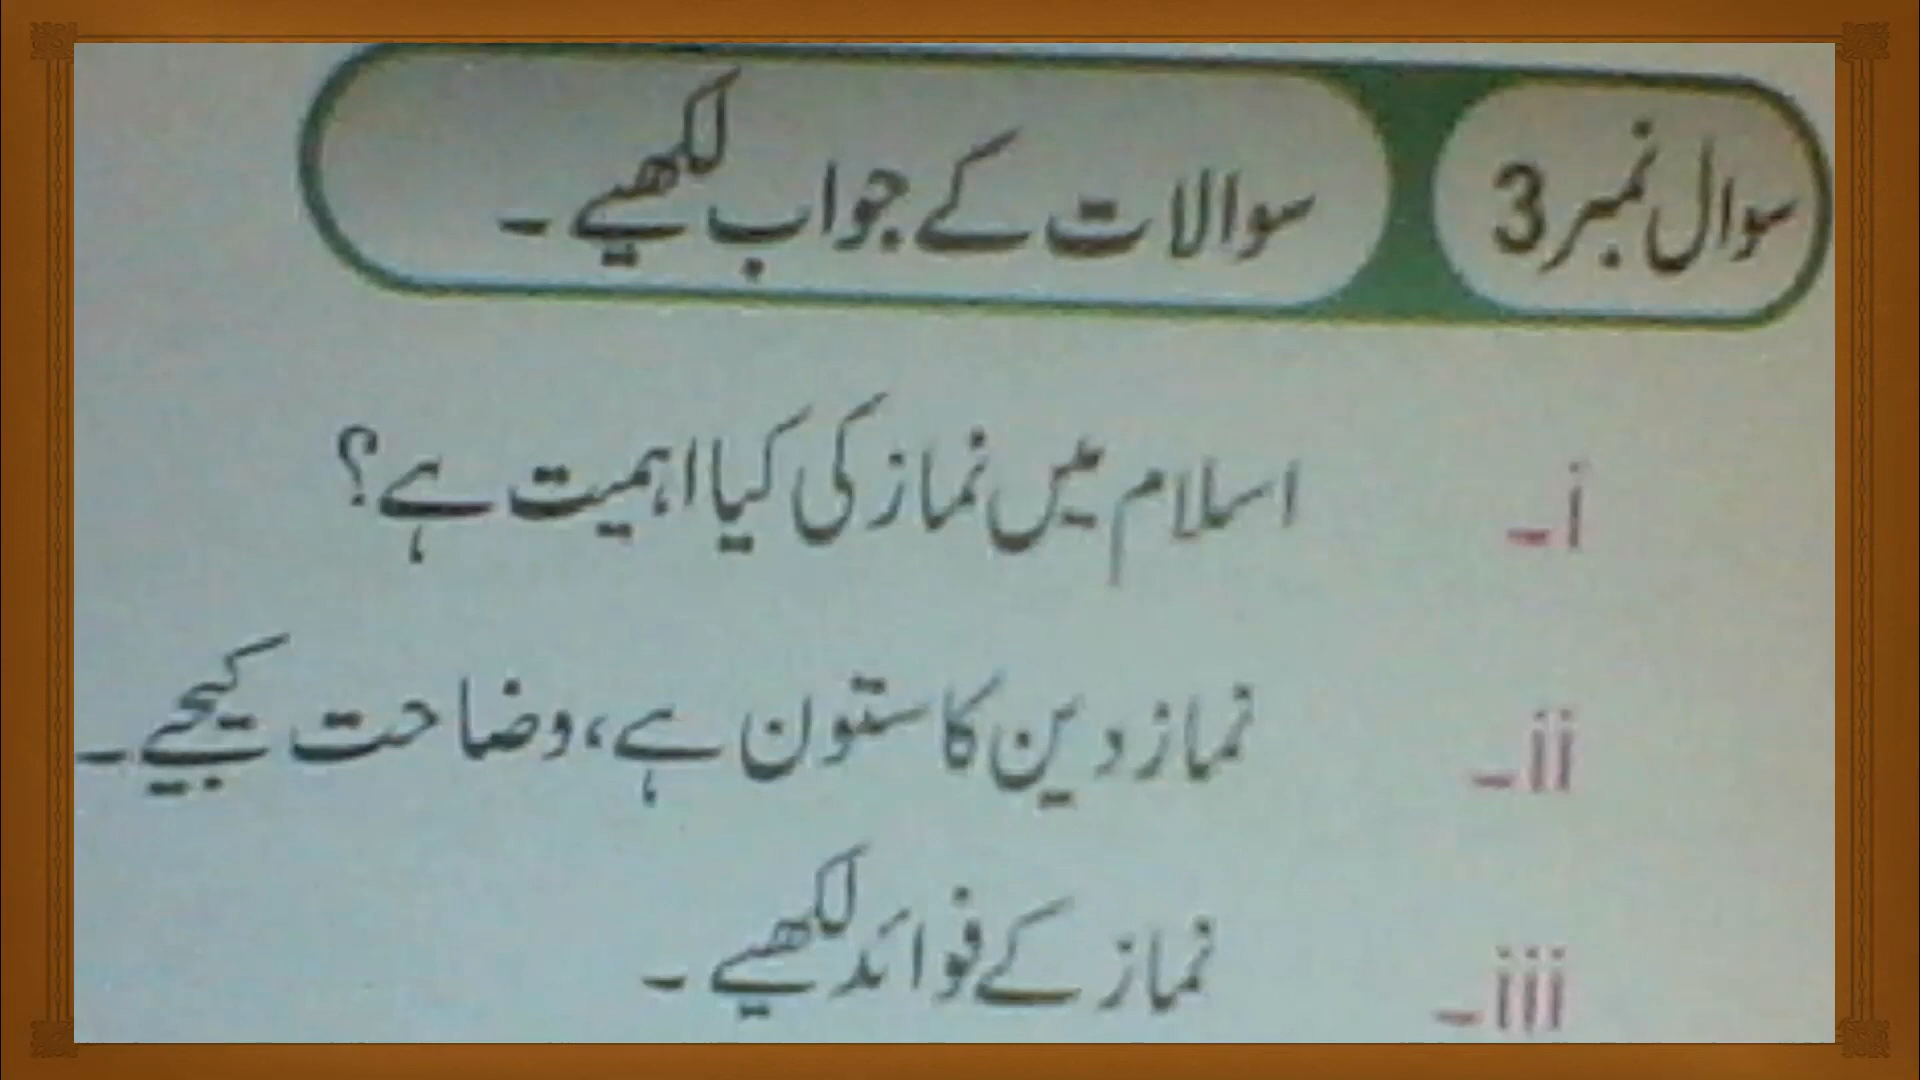 سوال نمبر 3 سوالات کے جواب لکھیے۔
i۔ اسلام میں نماز کی کیا اہمیت ہے؟
ii۔ نماز دین کا ستون ہے، وضاحت کیجیے۔
iii۔ نماز کے فوائد لکھیے۔